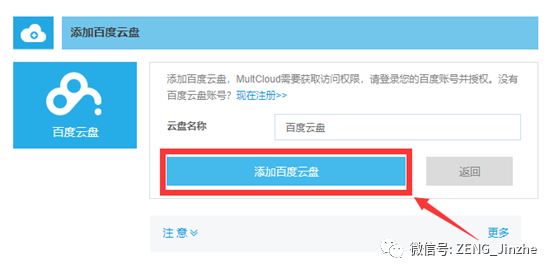 添加百度云盘
百度云盘
添加百度云盘，MultCloud需要获取访问权限，请登录您的百度账号并授权。没有
百度云盘账号？现在注册>>
云盘名称 百度云盘
添加百度云盘 返回
注 意 更多
微信号: ZENG_Jinzhe